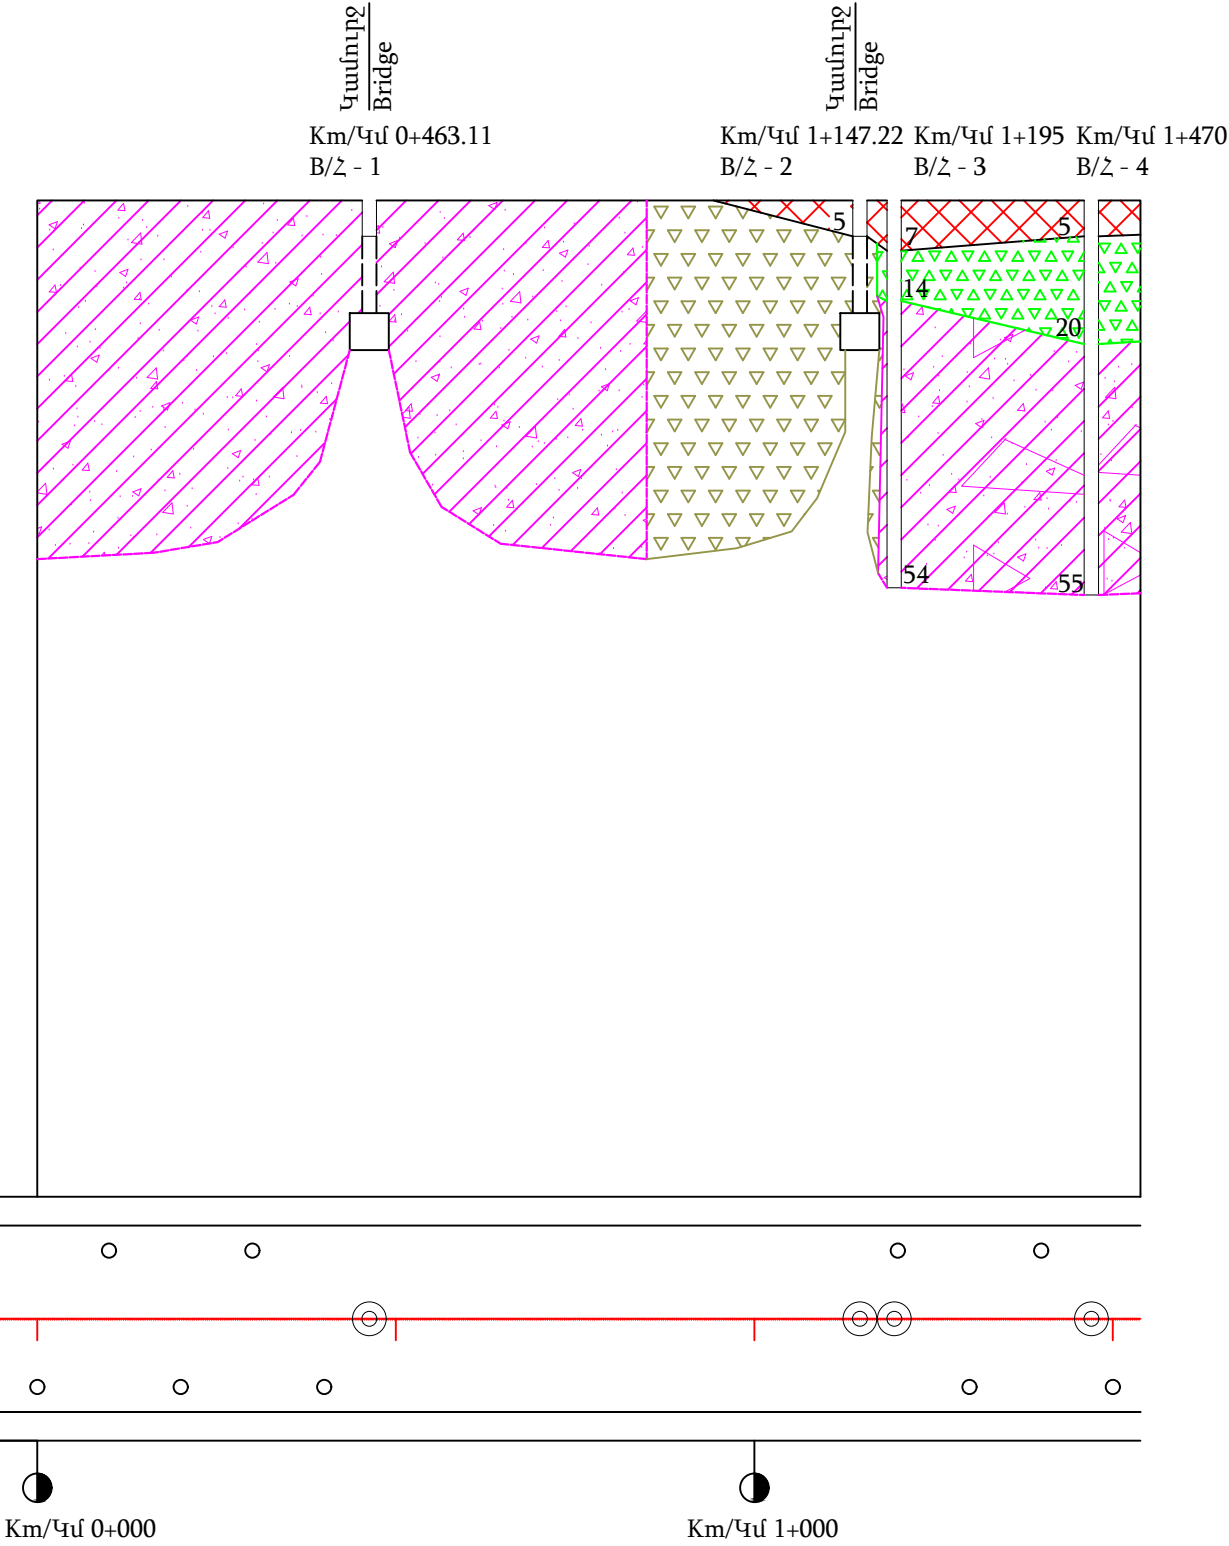 Կամուրջ
Bridge
Կամուրջ
Bridge
Km/Կմ 0+463.11
B/Հ - 1
Km/Կմ 1+147.22
B/Հ - 2
Km/Կմ 1+195
B/Հ - 3
Km/Կմ 1+470
B/Հ - 4
5
7
5
14
20
54
55
Km/Կմ 0+000
Km/Կմ 1+000